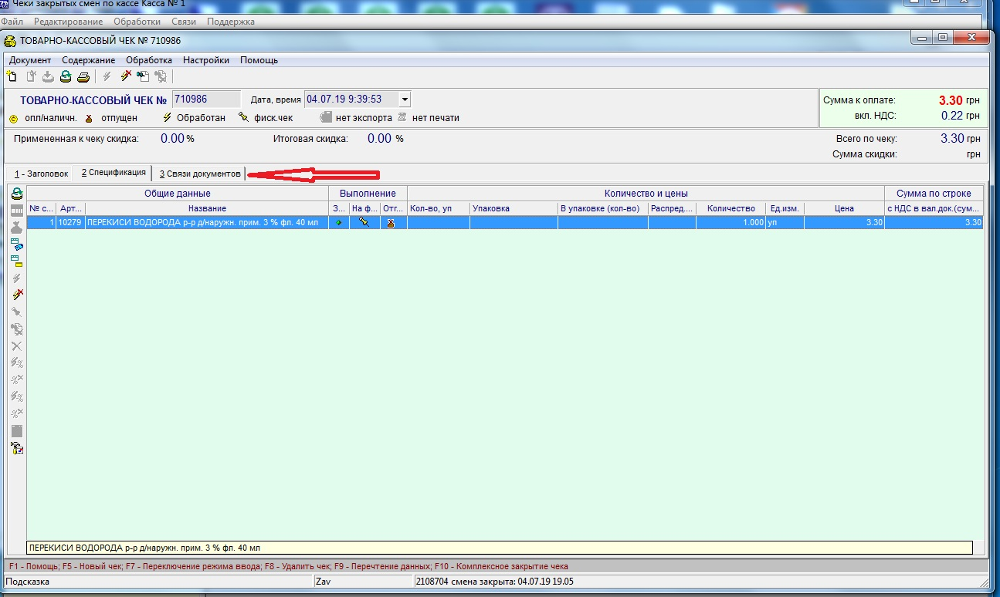 Чеки закрытых смен по кассе Касса № 1
Файл Редактирование Обработки Связи Поддержка
ТОВАРНО-КАССОВЫЙ ЧЕК № 710986
Документ Содержание Обработка Настройки Помощь
ТОВАРНО-КАССОВЫЙ ЧЕК № 710986 Дата, время 04.07.19 9:39:53
Сумма к оплате: 3.30 грн
опл/наличн. отпущен Обработан фиск.чек нет экспорта нет печати
вкл. НДС: 0.22 грн
Примененная к чеку скидка: 0.00 % Итоговая скидка: 0.00 %
Всего по чеку: 3.30 грн
Сумма скидки: грн
1 - Заголовок 2 Спецификация 3 Связи документов
Общие данные Выполнение Количество и цены Сумма по строке
№ с... Арт... Название З... На ф... Отг... Кол-во, уп Упаковка В упаковке (кол-во) Распред.... Количество Ед.изм. Цена с НДС в вал.док.(сум...
1 10279 ПЕРЕКИСИ ВОДОРОДА р-р д/наружн. прим. 3 % фл. 40 мл 1.000 уп 3.30 3.30
ПЕРЕКИСИ ВОДОРОДА р-р д/наружн. прим. 3 % фл. 40 мл
F1 - Помощь; F5 - Новый чек; F7 - Переключение режима ввода; F8 - Удалить чек; F9 - Перечтение данных; F10 - Комплексное закрытие чека
Подсказка Zav 2108704 смена закрыта: 04.07.19 19.05